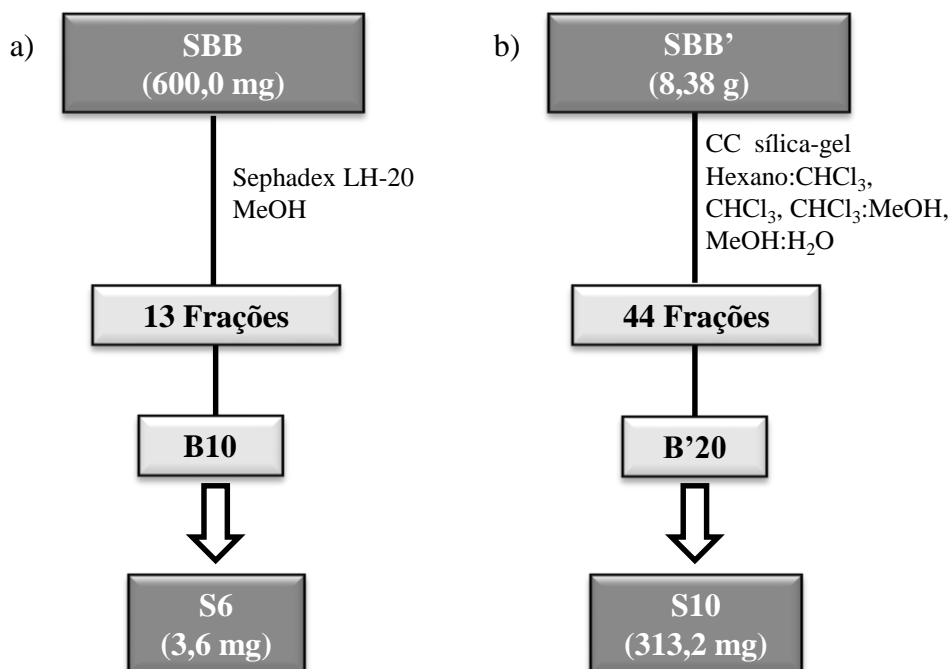 a)
SBB
(600,0 mg)
Sephadex LH-20
MeOH
13 Frações
B10
S6
(3,6 mg)
b)
SBB’
(8,38 g)
CC sílica-gel
Hexano:CHCl₃,
CHCl₃, CHCl₃:MeOH,
MeOH:H₂O
44 Frações
B’20
S10
(313,2 mg)